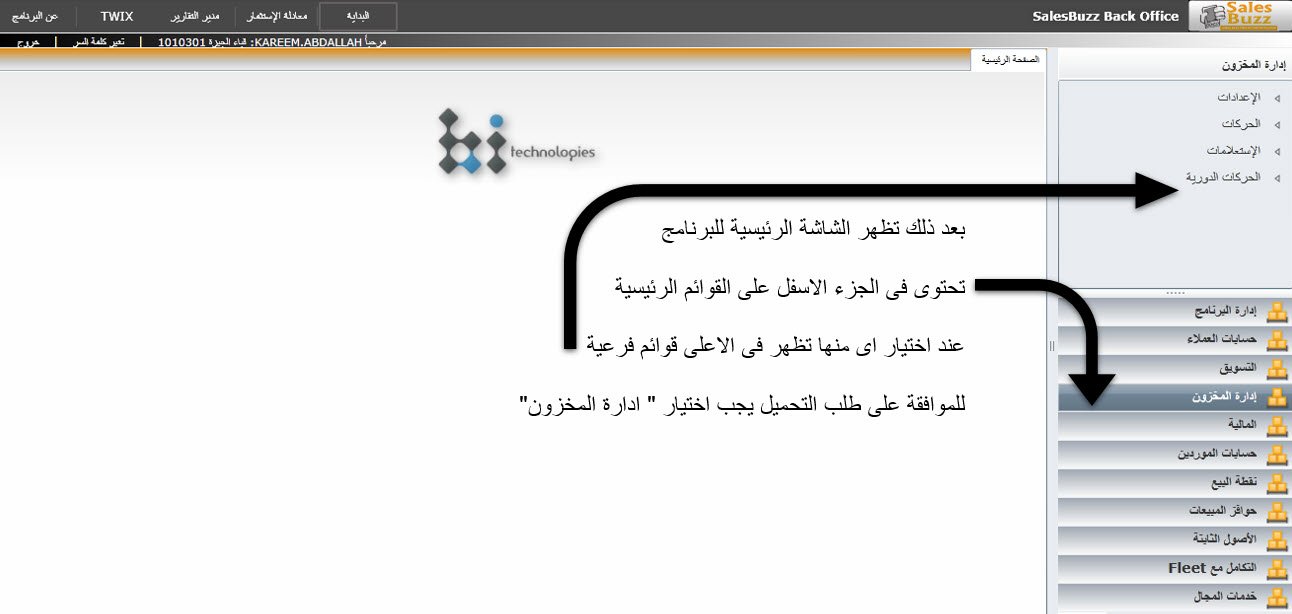 Sales
Buzz
SalesBuzz Back Office
البداية
معادلة الإستثمار
مدير التقارير
TWIX
عن البرنامج
مرحباً KAREEM.ABDALLAH: قباء الجيزة 1010301
تغير كلمة السر
خروج
الصفحة الرئيسية
إدارة المخزون
الإعدادات
الحركات
الإستعلامات
الحركات الدورية
bi technologies
بعد ذلك تظهر الشاشة الرئيسية للبرنامج
تحتوى فى الجزء الاسفل على القوائم الرئيسية
عند اختيار اى منها تظهر فى الاعلى قوائم فرعية
للموافقة على طلب التحميل يجب اختيار " ادارة المخزون"
إدارة البرنامج
حسابات العملاء
التسويق
إدارة المخزون
المالية
حسابات الموردين
نقطة البيع
حوافز المبيعات
الأصول الثابتة
التكامل مع Fleet
خدمات المجال